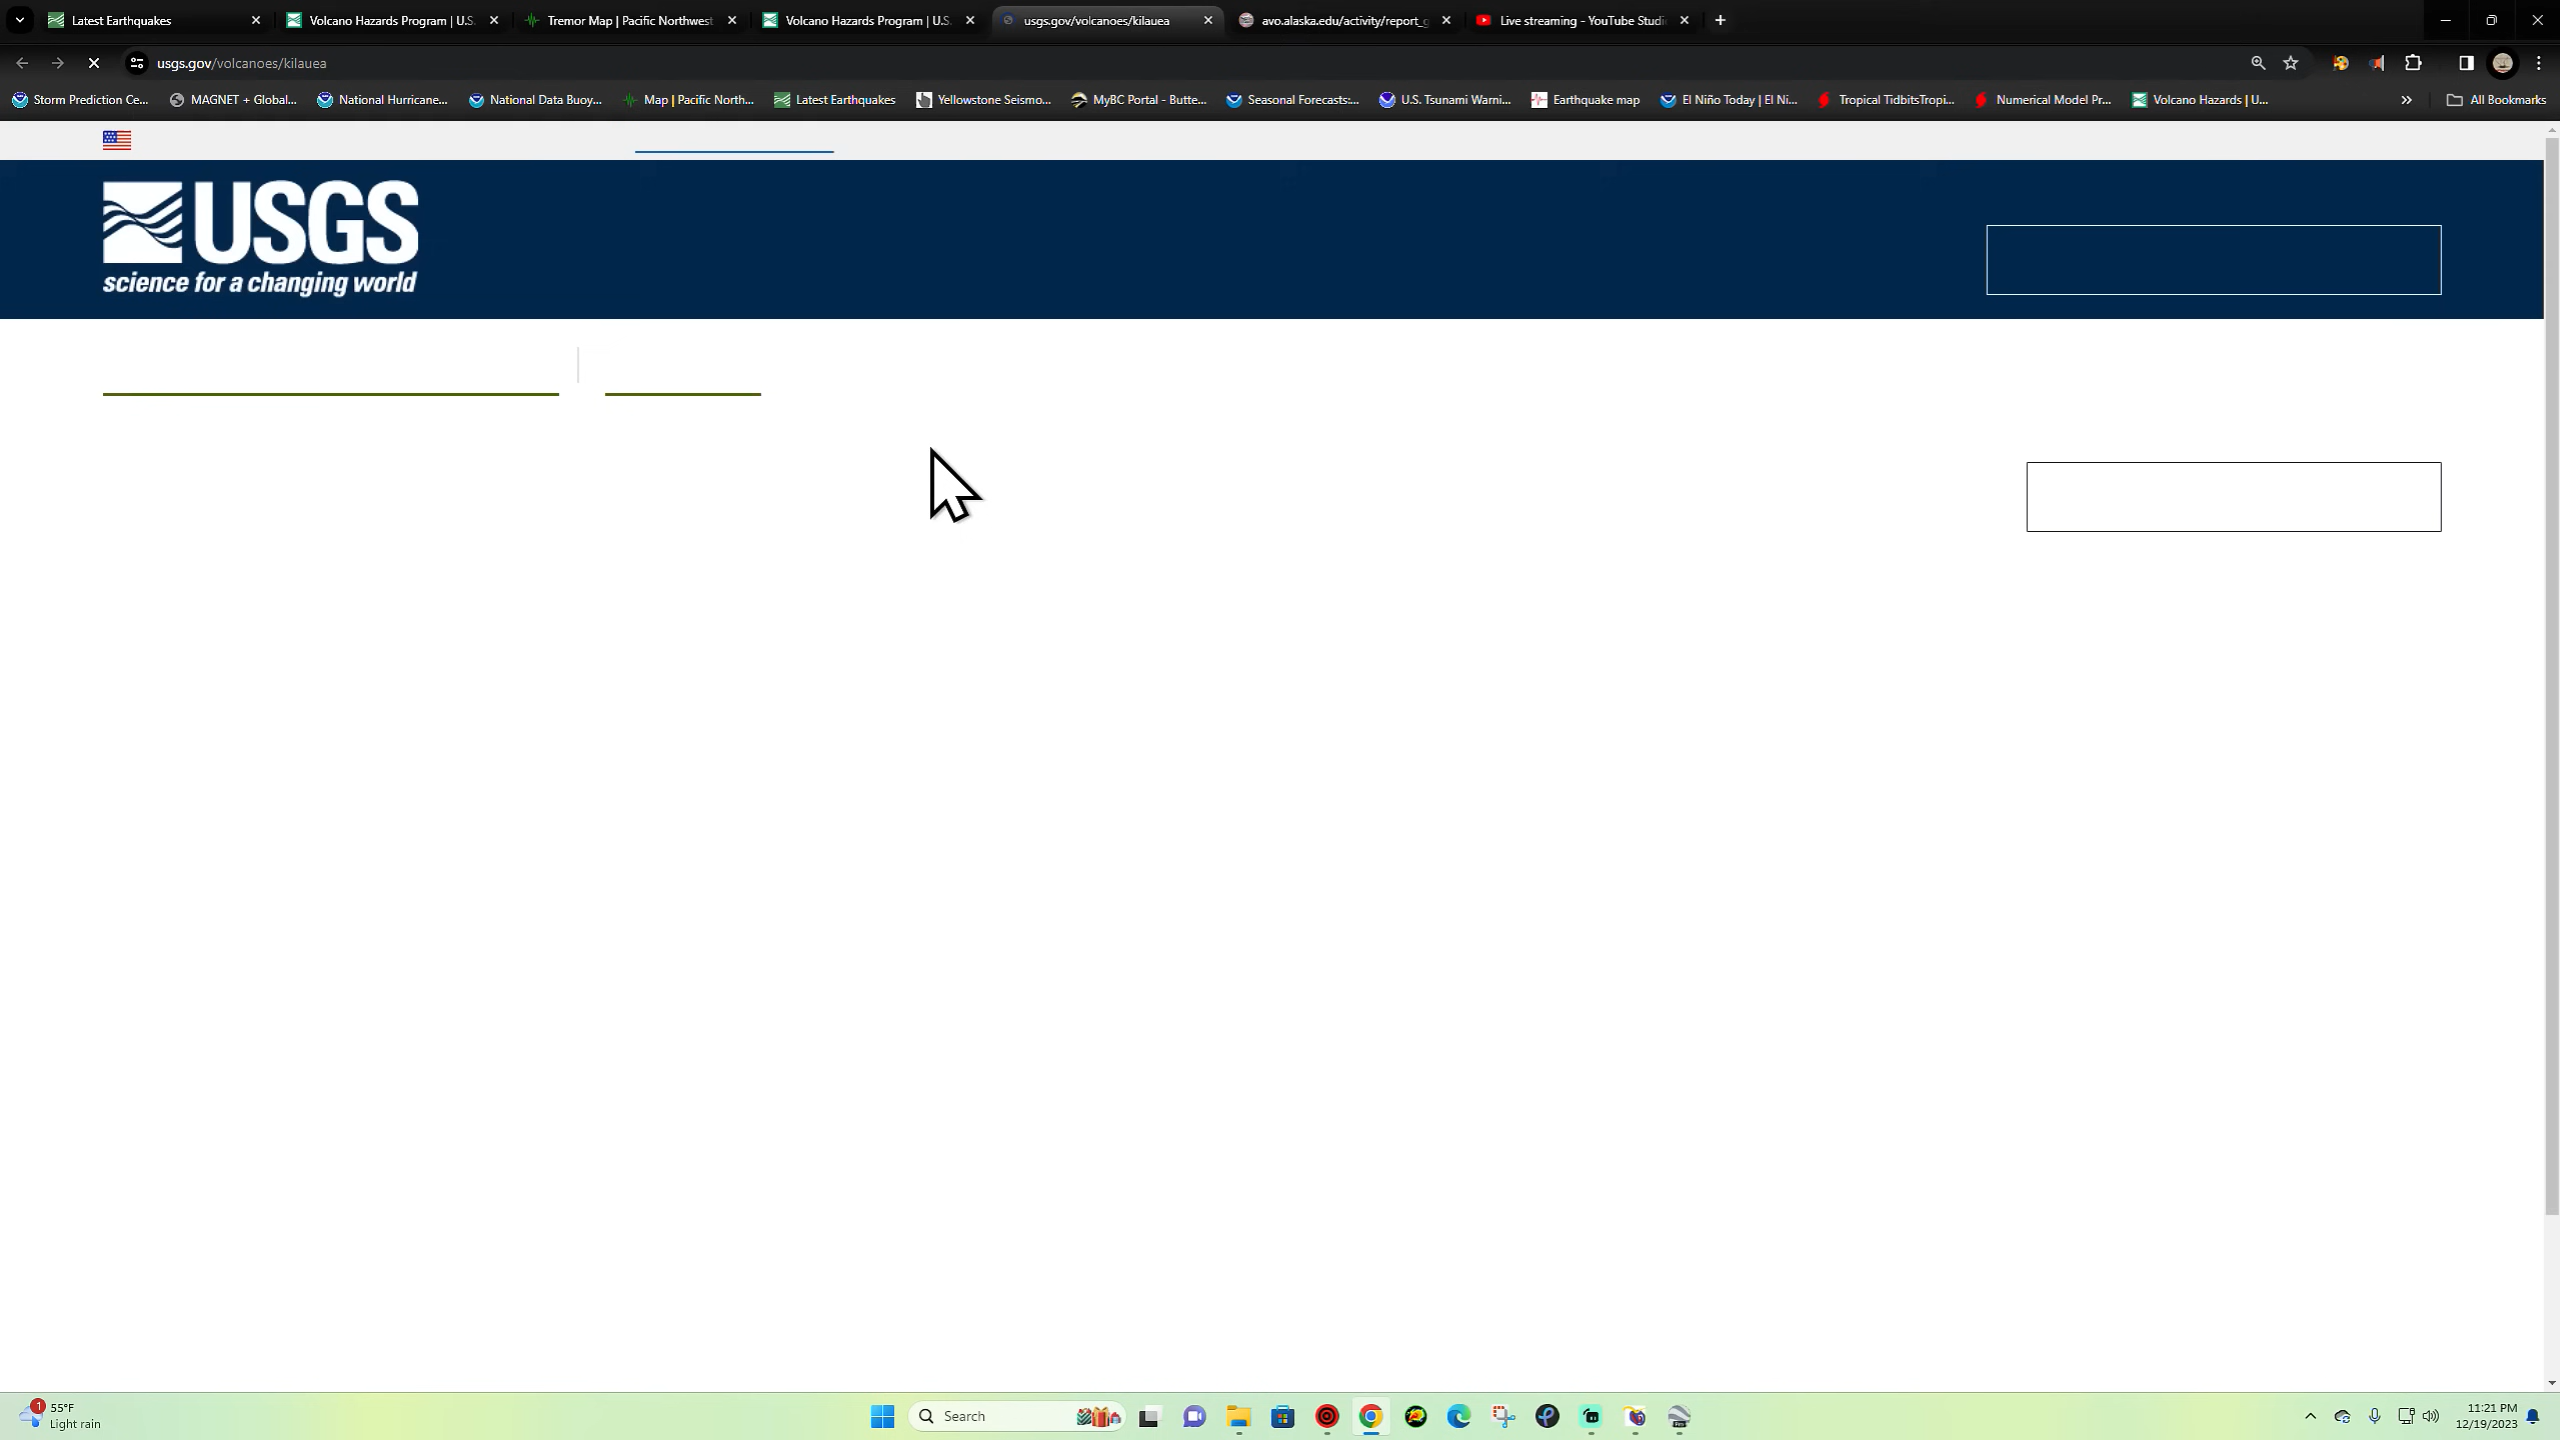 Latest Earthquakes
Volcano Hazards Program | U.S.
Tremor Map | Pacific Northwest
Volcano Hazards Program | U.S.
usgs.gov/volcanoes/kilauea
avo.alaska.edu/activity/report_g
Live streaming - YouTube Studi
usgs.gov/volcanoes/kilauea
Storm Prediction Ce...
MAGNET + Global...
National Hurricane...
National Data Buoy...
Map | Pacific North...
Latest Earthquakes
Yellowstone Seismo...
MyBC Portal - Butte...
Seasonal Forecasts:...
U.S. Tsunami Warni...
Earthquake map
El Niño Today | El Ni...
Tropical TidbitsTropi...
Numerical Model Pr...
Volcano Hazards | U...
All Bookmarks
USGS
science for a changing world
1
55°F
Light rain
Search
11:21 PM
12/19/2023